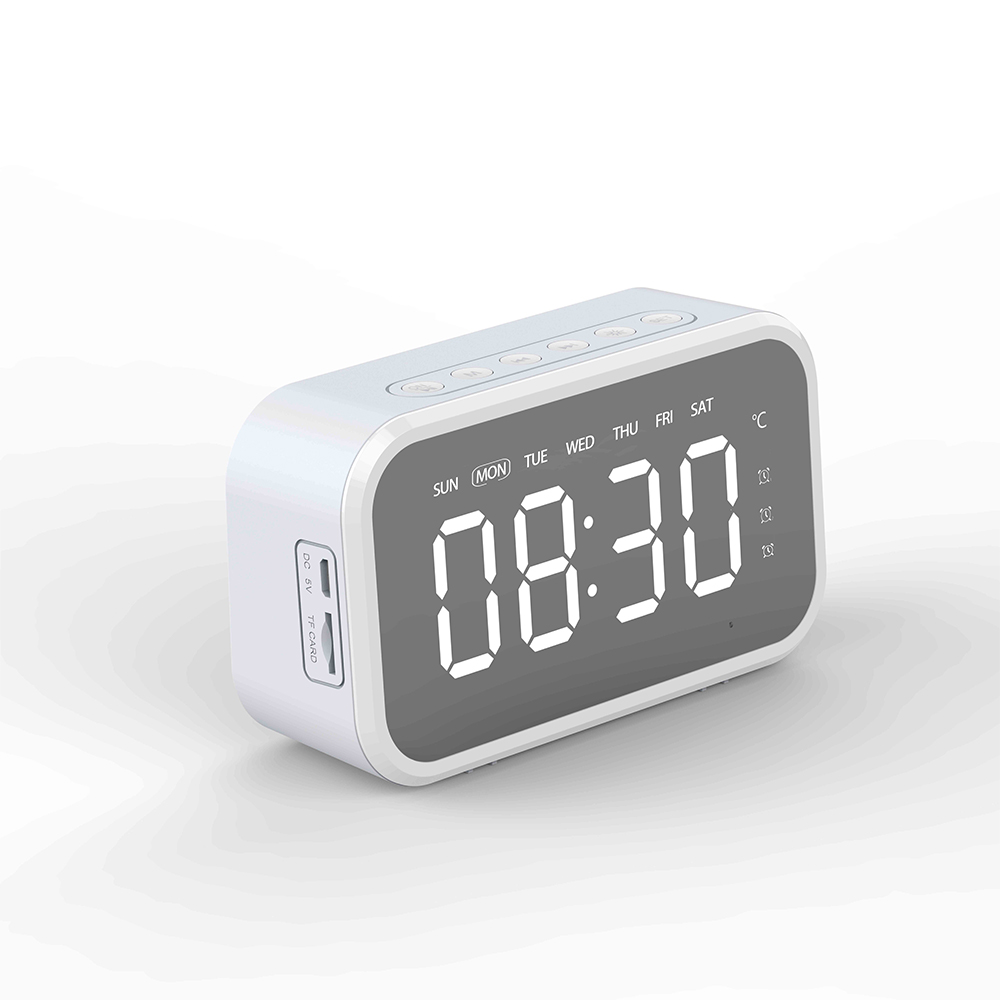 SUN MON TUE WED THU FRI SAT
°C
08:30
DC 5V
TF CARD